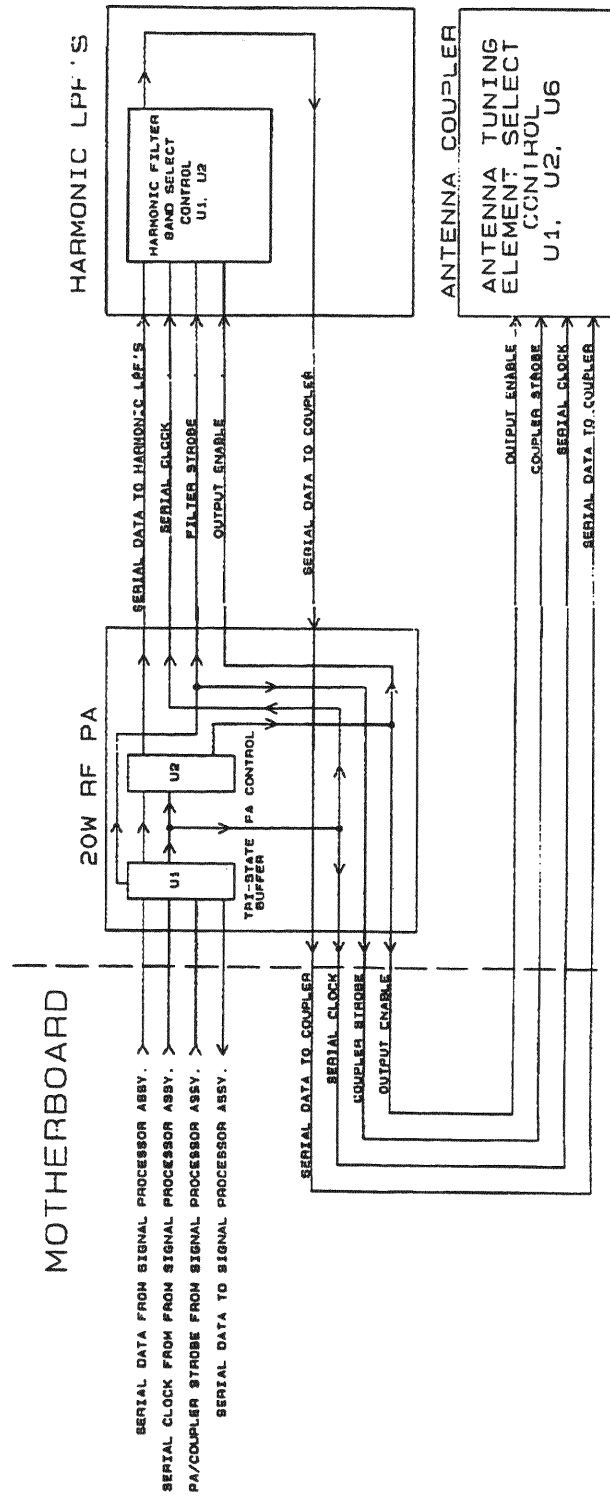 MOTHERBOARD
SERIAL DATA FROM SIGNAL PROCESSOR ASSY.
SERIAL CLOCK FROM FROM SIGNAL PROCESSOR ASSY.
PA/COUPLER STROBE FROM SIGNAL PROCESSOR ASSY.
SERIAL DATA TO SIGNAL PROCESSOR ASSY.
20W RF PA
U1
TRI-STATE
BUFFER
U2
PA CONTROL
SERIAL DATA TO COUPLER
SERIAL CLOCK
COUPLER STROBE
OUTPUT ENABLE
HARMONIC LPF'S
SERIAL DATA TO HARMONIC LPF'S
SERIAL CLOCK
FILTER STROBE
OUTPUT ENABLE
HARMONIC FILTER
BAND SELECT
CONTROL
U1, U2
SERIAL DATA TO COUPLER
ANTENNA COUPLER
OUTPUT ENABLE
COUPLER STROBE
SERIAL CLOCK
SERIAL DATA TO COUPLER
ANTENNA TUNING
ELEMENT SELECT
CONTROL
U1, U2, U6